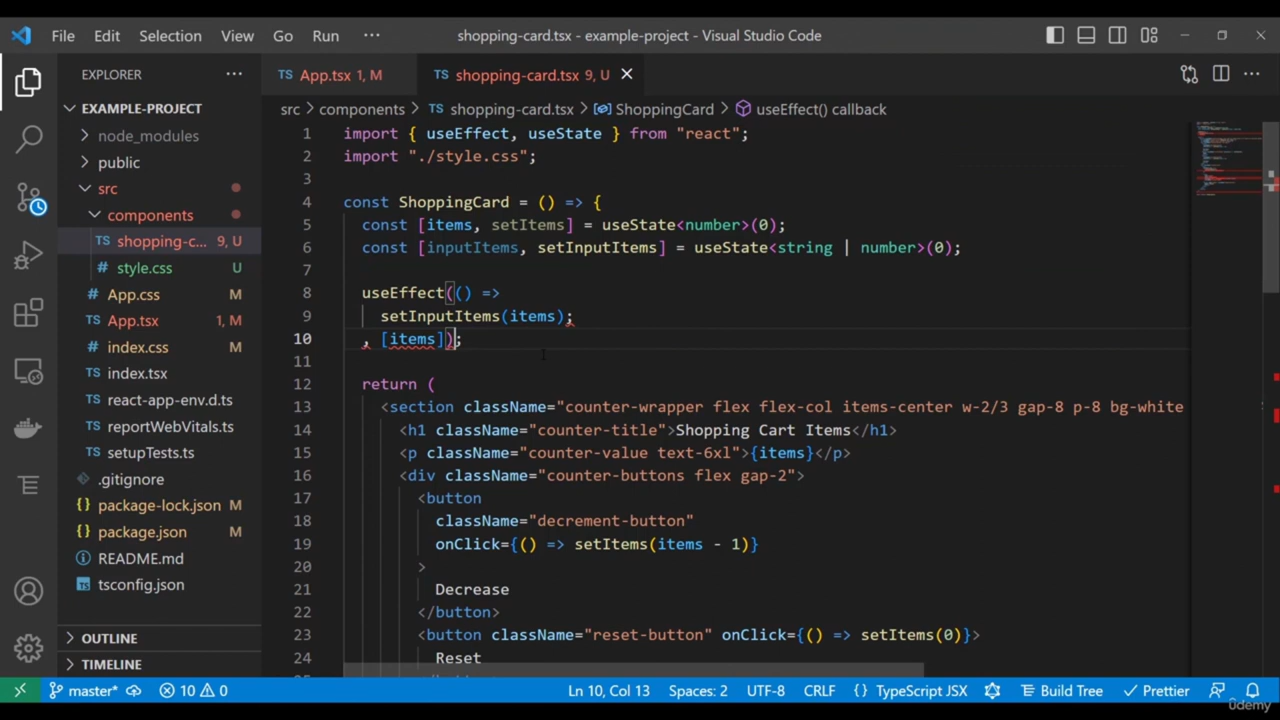 File Edit Selection View Go Run ··· shopping-card.tsx - example-project - Visual Studio Code
EXPLORER ···
TS App.tsx 1, M TS shopping-card.tsx 9, U
src > components > TS shopping-card.tsx > ShoppingCard > useEffect() callback
EXAMPLE-PROJECT
node_modules
public
src
components
TS shopping-c... 9, U
# style.css U
# App.css M
TS App.tsx 1, M
# index.css M
TS index.tsx
TS react-app-env.d.ts
TS reportWebVitals.ts
TS setupTests.ts
.gitignore
{} package-lock.json M
{} package.json M
README.md
tsconfig.json
OUTLINE
TIMELINE
1 import { useEffect, useState } from "react";
2 import "./style.css";
3
4 const ShoppingCard = () => {
5 const [items, setItems] = useState<number>(0);
6 const [inputItems, setInputItems] = useState<string | number>(0);
7
8 useEffect(() =>
9 setInputItems(items);
10 , [items]);
11
12 return (
13 <section className="counter-wrapper flex flex-col items-center w-2/3 gap-8 p-8 bg-white
14 <h1 className="counter-title">Shopping Cart Items</h1>
15 <p className="counter-value text-6xl">{items}</p>
16 <div className="counter-buttons flex gap-2">
17 <button
18 className="decrement-button"
19 onClick={() => setItems(items - 1)}
20 >
21 Decrease
22 </button>
23 <button className="reset-button" onClick={() => setItems(0)}>
24 Reset
master* 10 0 Ln 10, Col 13 Spaces: 2 UTF-8 CRLF {} TypeScript JSX Build Tree Prettier
ûdemy